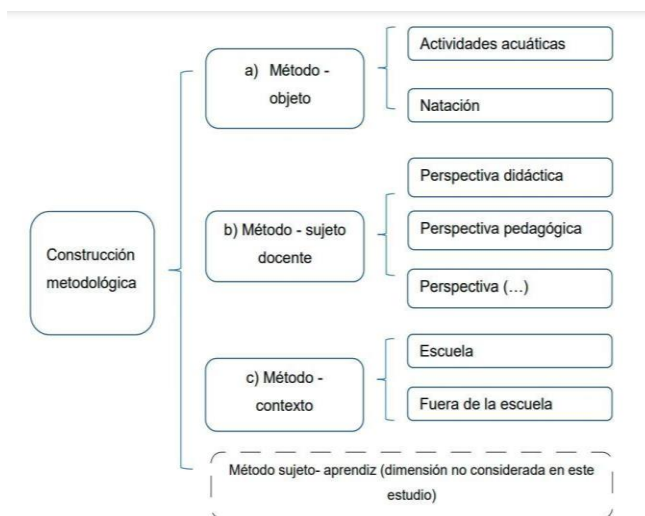 Construcción
metodológica
a) Método -
objeto
Actividades acuáticas
Natación
b) Método - sujeto
docente
Perspectiva didáctica
Perspectiva pedagógica
Perspectiva (…)
c) Método -
contexto
Escuela
Fuera de la escuela
Método sujeto- aprendiz (dimensión no considerada en este
estudio)